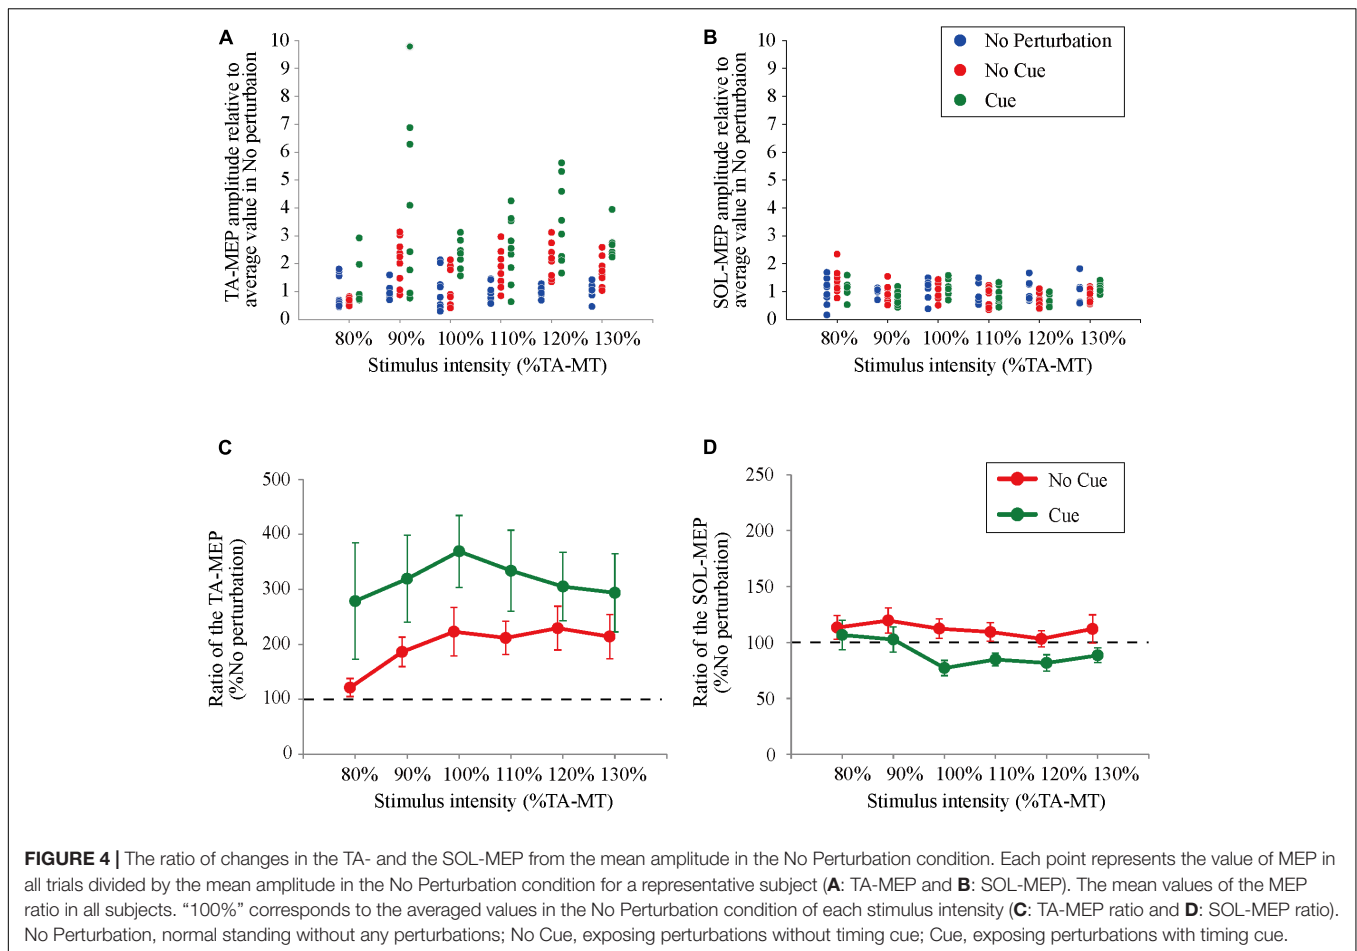 A
TA-MEP amplitude relative to
average value in No perturbaion
10
9
8
7
6
5
4
3
2
1
0
80% 90% 100% 110% 120% 130%
Stimulus intensity (%TA-MT)
B
SOL-MEP amplitude relative to
average value in No perturbaion
10
9
8
7
6
5
4
3
2
1
0
80% 90% 100% 110% 120% 130%
Stimulus intensity (%TA-MT)
No Perturbation
No Cue
Cue
C
Ratio of the TA-MEP
(%No perturbation)
500
400
300
200
100
0
80% 90% 100% 110% 120% 130%
Stimulus intensity (%TA-MT)
D
Ratio of the SOL-MEP
(%No perturbation)
250
200
150
100
50
0
80% 90% 100% 110% 120% 130%
Stimulus intensity (%TA-MT)
No Cue
Cue
FIGURE 4 | The ratio of changes in the TA- and the SOL-MEP from the mean amplitude in the No Perturbation condition. Each point represents the value of MEP in
all trials divided by the mean amplitude in the No Perturbation condition for a representative subject (A: TA-MEP and B: SOL-MEP). The mean values of the MEP
ratio in all subjects. “100%” corresponds to the averaged values in the No Perturbation condition of each stimulus intensity (C: TA-MEP ratio and D: SOL-MEP ratio).
No Perturbation, normal standing without any perturbations; No Cue, exposing perturbations without timing cue; Cue, exposing perturbations with timing cue.